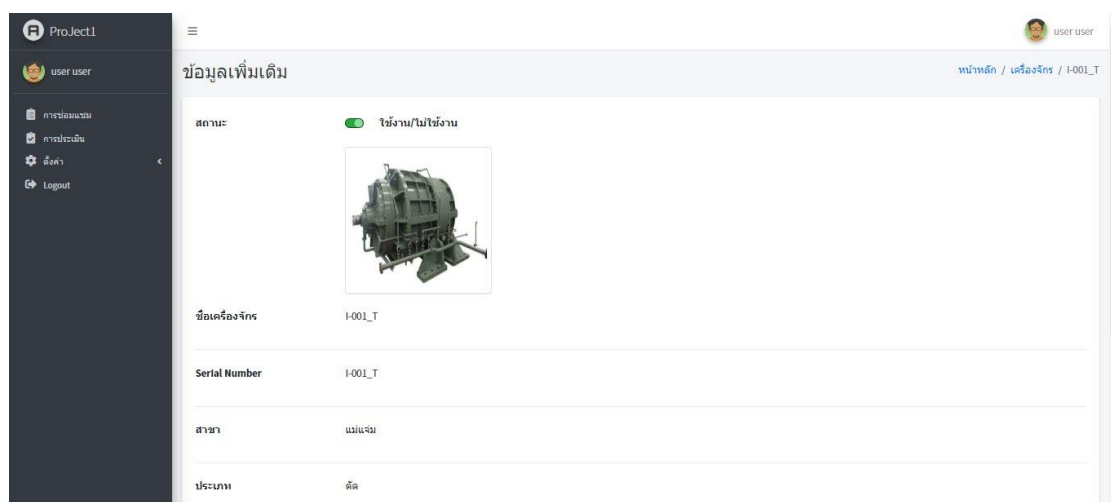 ProJect1
user user
user user
การซ่อมแซม
การประเมิน
ตั้งค่า
Logout
ข้อมูลเพิ่มเติม
หน้าหลัก / เครื่องจักร / I-001_T
สถานะ ใช้งาน/ไม่ใช้งาน
ชื่อเครื่องจักร I-001_T
Serial Number I-001_T
สาขา แม่แจ่ม
ประเภท ตัด